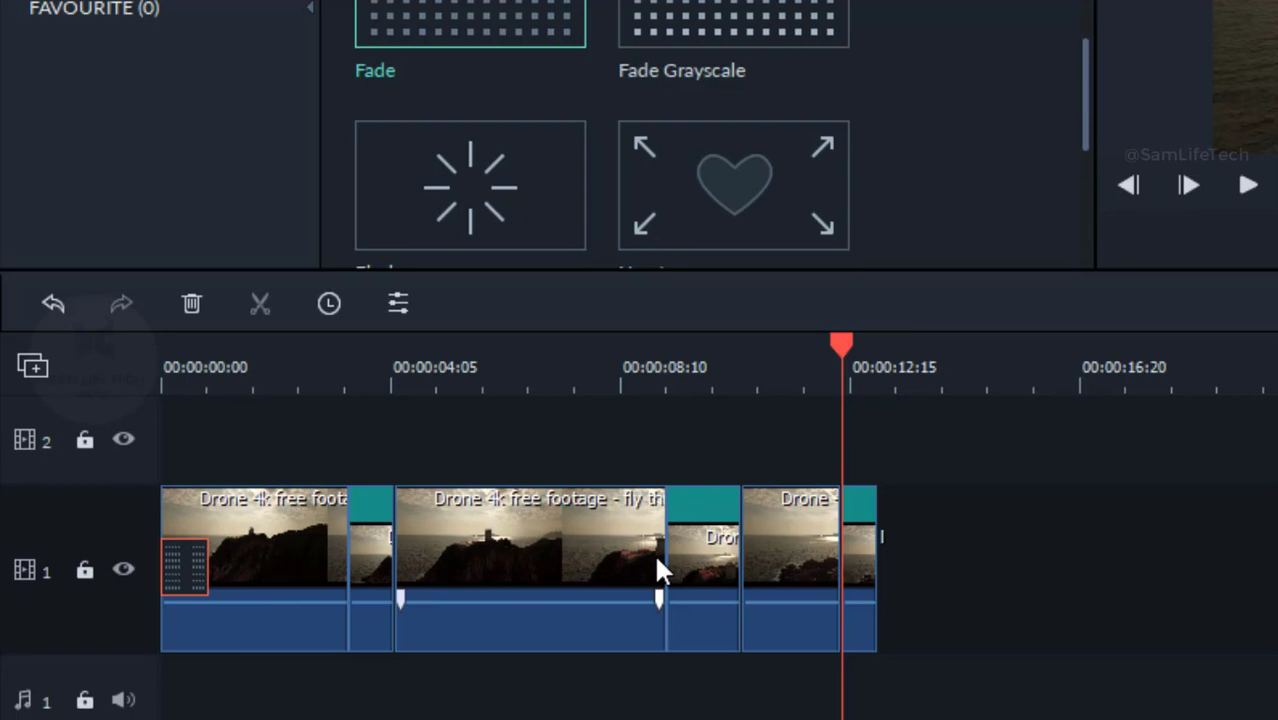 FAVOURITE (0)
Fade
Fade Grayscale
@SamLifeTech
00:00:00:00
00:00:04:05
00:00:08:10
00:00:12:15
00:00:16:20
2
Drone 4k free foota
Drone 4k free footage - fly th
Dron
Drone -
1
1